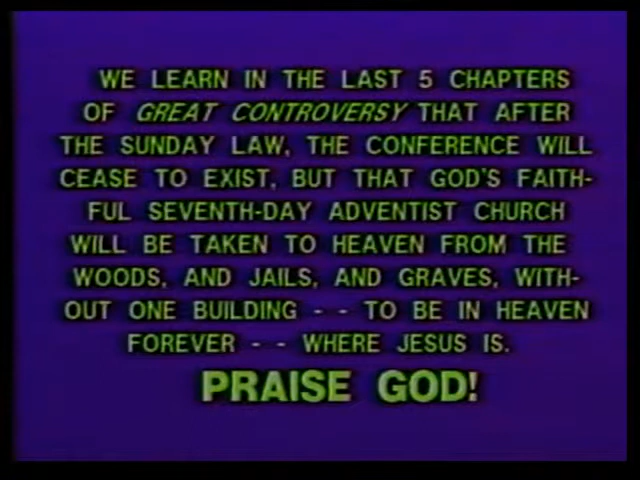 WE LEARN IN THE LAST 5 CHAPTERS
OF GREAT CONTROVERSY THAT AFTER
THE SUNDAY LAW, THE CONFERENCE WILL
CEASE TO EXIST, BUT THAT GOD'S FAITH-
FUL SEVENTH-DAY ADVENTIST CHURCH
WILL BE TAKEN TO HEAVEN FROM THE
WOODS, AND JAILS, AND GRAVES, WITH-
OUT ONE BUILDING - - TO BE IN HEAVEN
FOREVER - - WHERE JESUS IS.
PRAISE GOD!